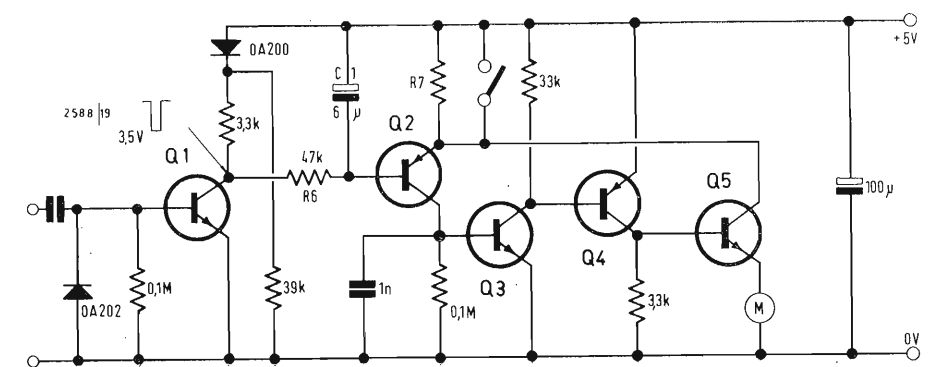 0A200
+5V
C 1
6 µ
R7
33k
2588|19
3,5V
3,3k
Q1
Q2
47k
R6
Q5
100µ
Q3
Q4
0A202
0,1M
39k
1n
0,1M
3,3k
M
0V